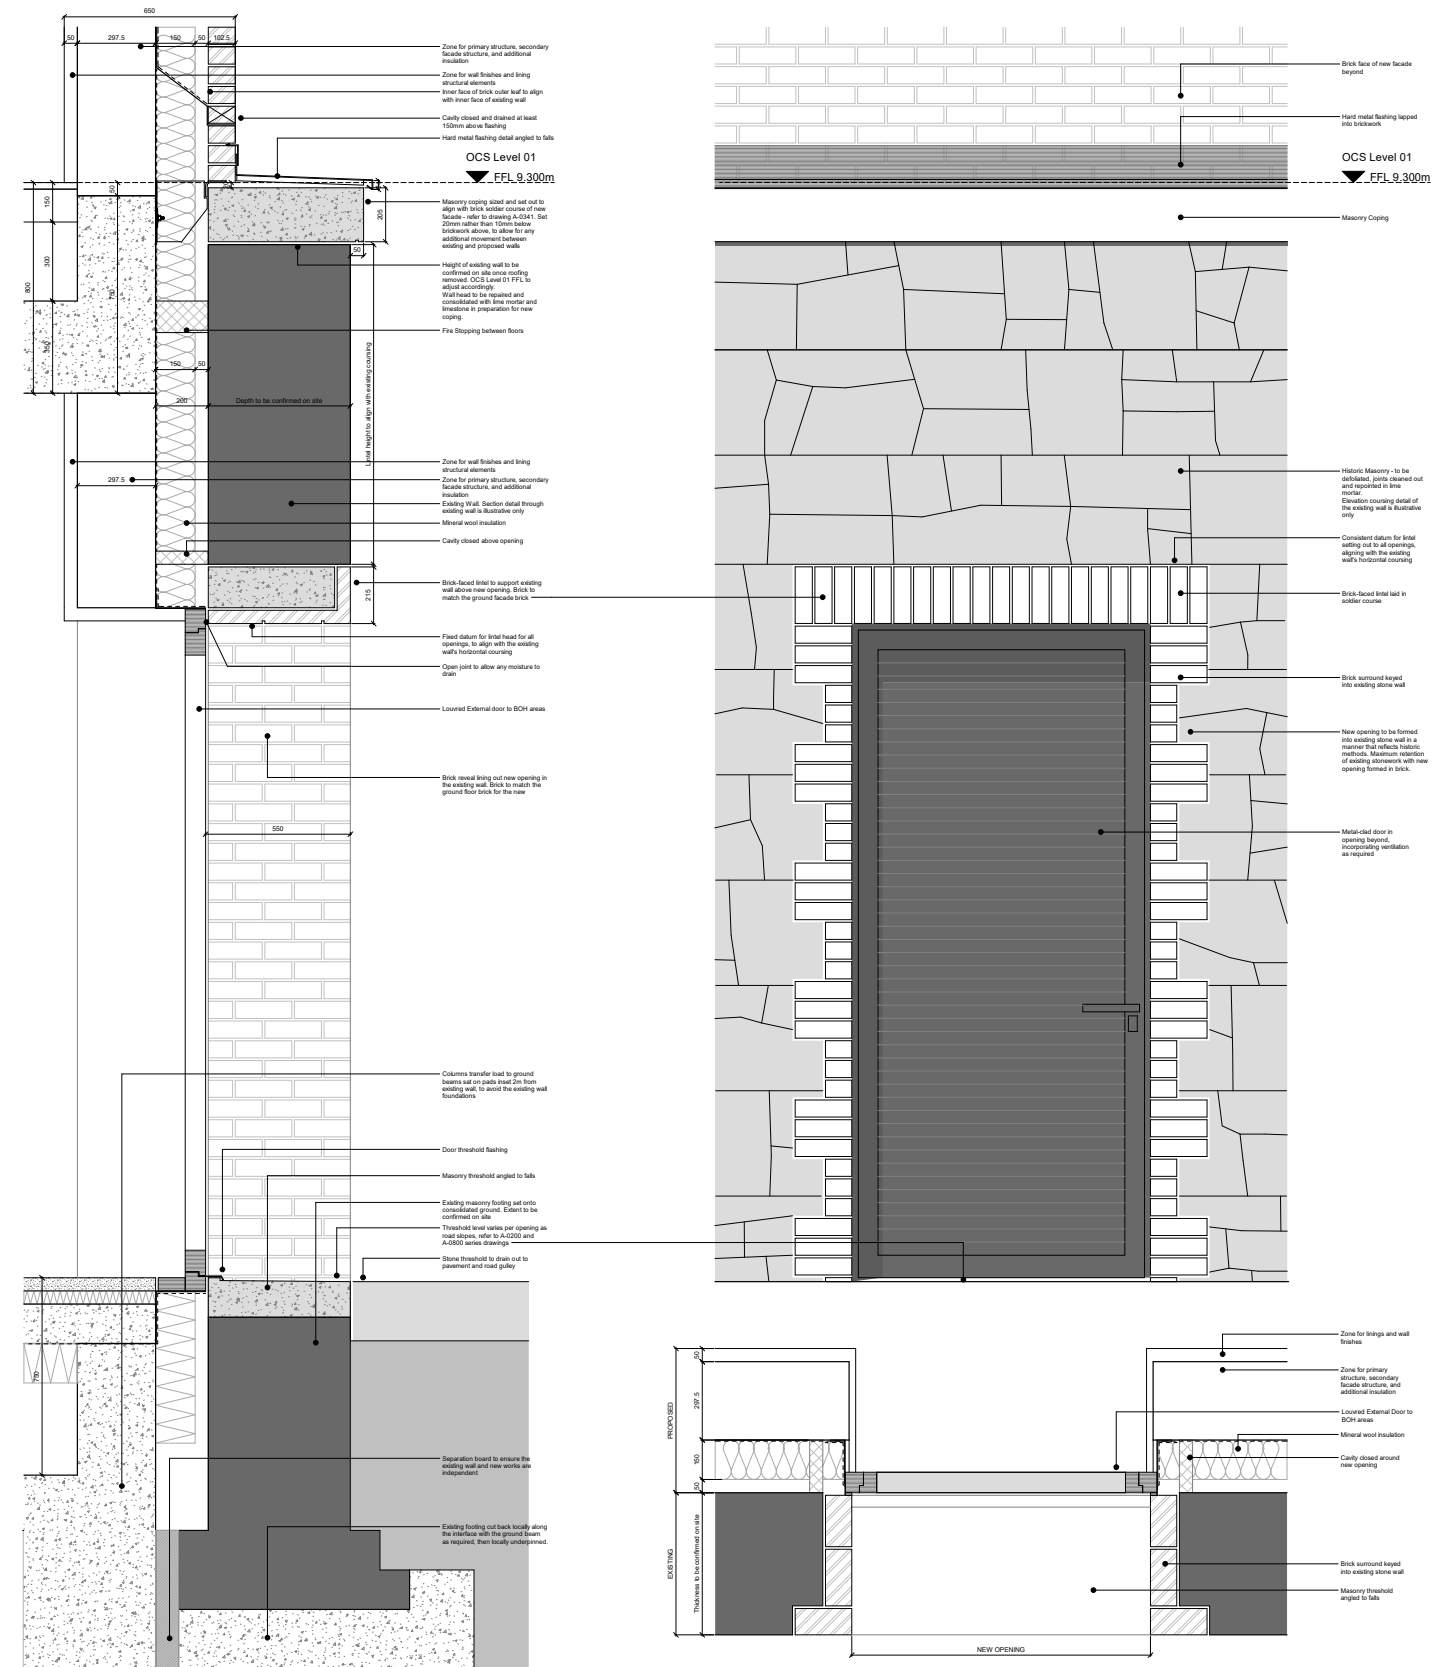 650
50
297.5
150
50
102.5
Zone for primary structure, secondary
facade structure, and additional
insulation
Zone for wall finishes and lining
structural elements
Inner face of brick outer leaf to align
with inner face of existing wall
Cavity closed and drained at least
150mm above flashing
Hard metal flashing detail angled to falls
OCS Level 01
FFL 9.300m
Masonry coping sized and set out to
align with brick soldier course of new
facade - refer to drawing A-0341. Set
20mm rather than 10mm below
brickwork above, to allow for any
additional movement between
existing and proposed walls
Height of existing wall to be
confirmed on site once roofing
removed. OCS Level 01 FFL to
adjust accordingly.
Wall head to be repaired and
consolidated with lime mortar and
limestone in preparation for new
coping.
Fire Stopping between floors
50
150
300
800
205
50
150
50
200
Depth to be confirmed on site
Lintel height to align with existing coursing
Zone for wall finishes and lining
structural elements
297.5
Zone for primary structure, secondary
facade structure, and additional
insulation
Existing Wall. Section detail through
existing wall is illustrative only
Mineral wool insulation
Cavity closed above opening
Brick-faced lintel to support existing
wall above new opening. Brick to
match the ground facade brick
215
Fixed datum for lintel head for all
openings, to align with the existing
wall's horizontal coursing
Open joint to allow any moisture to
drain
Louvred External door to BOH areas
Brick reveal lining out new opening in
the existing wall. Brick to match the
ground floor brick for the new
550
Columns transfer load to ground
beams sat on pads inset 2m from
existing wall, to avoid the existing wall
foundations
Door threshold flashing
Masonry threshold angled to falls
Existing masonry footing set onto
consolidated ground. Extent to be
confirmed on site
Threshold level varies per opening as
road slopes, refer to A-0200 and
A-0800 series drawings
Stone threshold to drain out to
pavement and road gulley
750
Separation board to ensure the
existing wall and new works are
independent
Existing footing cut back locally along
the interface with the ground beam
as required, then locally underpinned.
Brick face of new facade
beyond
Hard metal flashing lapped
into brickwork
OCS Level 01
FFL 9.300m
Masonry Coping
Historic Masonry - to be
defoliated, joints cleaned out
and repointed in lime
mortar.
Elevation coursing detail of
the existing wall is illustrative
only
Consistent datum for lintel
setting out to all openings,
aligning with the existing
wall's horizontal coursing
Brick-faced lintel laid in
soldier course
Brick surround keyed
into existing stone wall
New opening to be formed
into existing stone wall in a
manner that reflects historic
methods. Maximum retention
of existing stonework with new
opening formed in brick.
Metal-clad door in
opening beyond,
incorporating ventilation
as required
Zone for linings and wall
finishes
Zone for primary
structure, secondary
facade structure, and
additional insulation
Louvred External Door to
BOH areas
Mineral wool insulation
Cavity closed around
new opening
Brick surround keyed
into existing stone wall
Masonry threshold
angled to falls
50
297.5
PROPOSED
150
50
EXISTING
Thickness to be confirmed on site
NEW OPENING